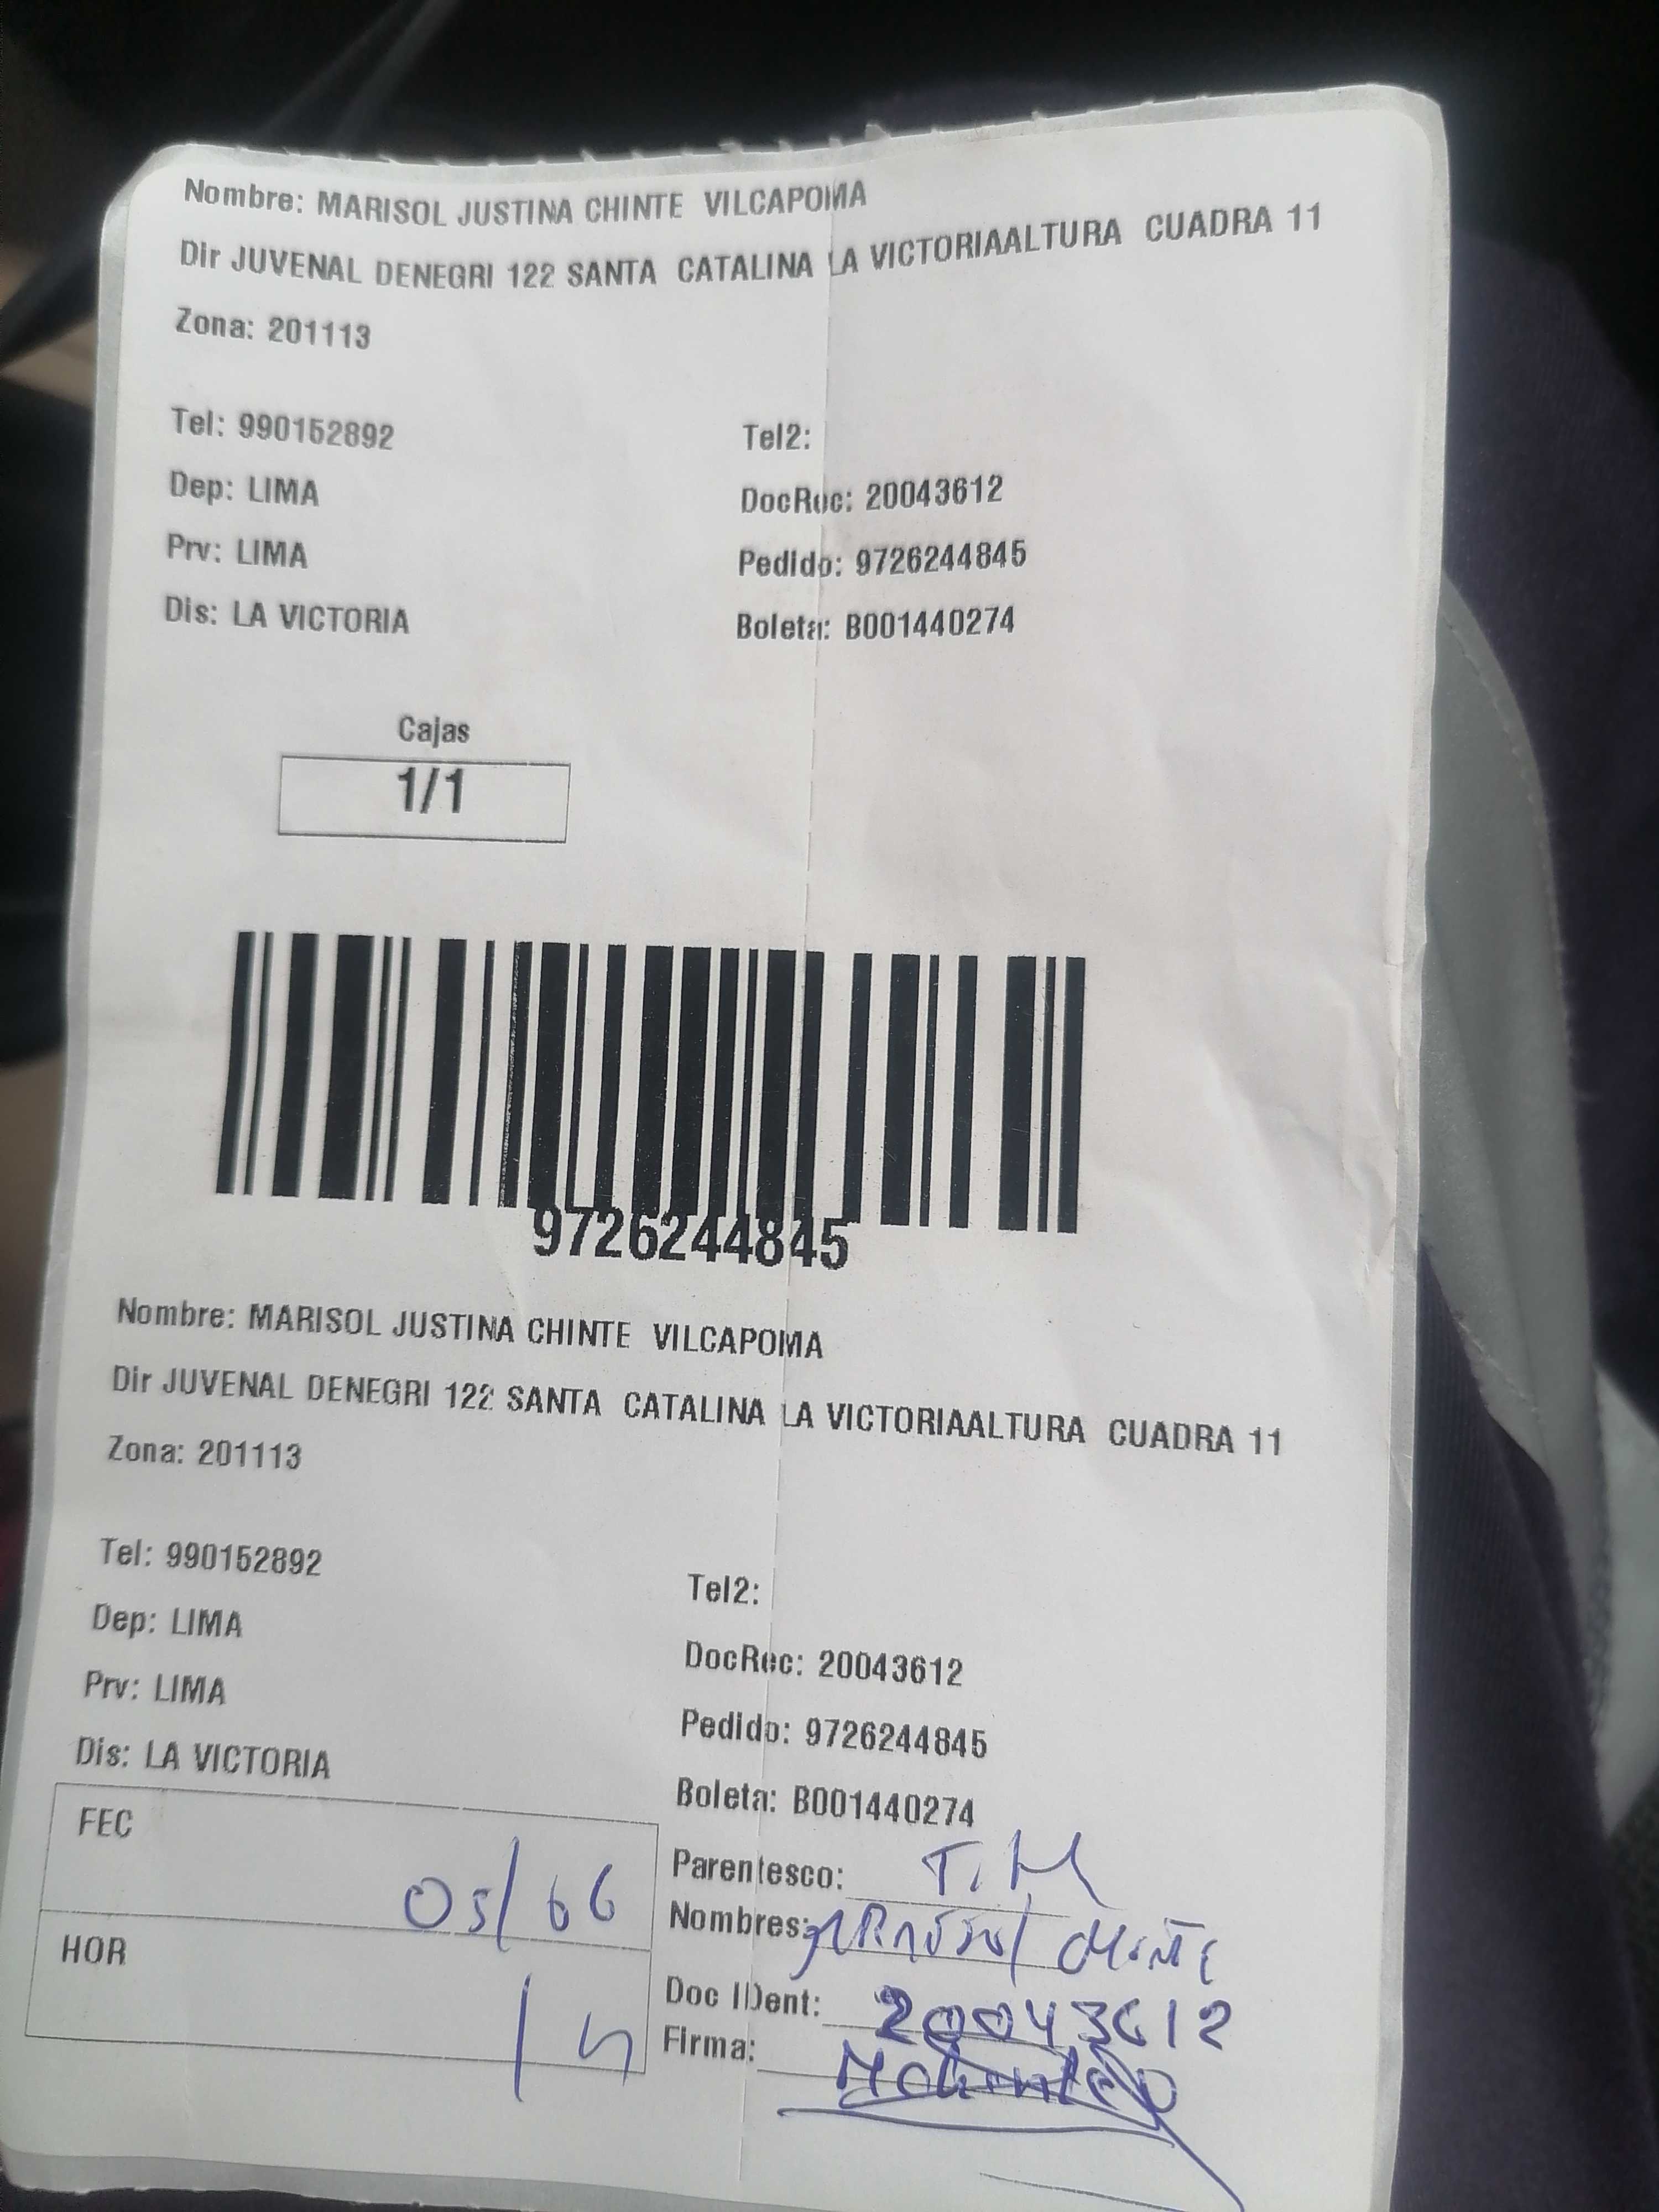 Nombre: MARISOL JUSTINA CHINTE VILCAPOMA
Dir JUVENAL DENEGRI 122 SANTA CATALINA LA VICTORIAALTURA CUADRA 11
Zona: 201113
Tel: 990152892 Tel2:
Dep: LIMA DocRec: 20043612
Prv: LIMA Pedido: 9726244845
Dis: LA VICTORIA Boleta: B001440274
Cajas
1/1
9726244845
Nombre: MARISOL JUSTINA CHINTE VILCAPOMA
Dir JUVENAL DENEGRI 122 SANTA CATALINA LA VICTORIAALTURA CUADRA 11
Zona: 201113
Tel: 990152892 Tel2:
Dep: LIMA DocRec: 20043612
Prv: LIMA Pedido: 9726244845
Dis: LA VICTORIA Boleta: B001440274
FEC 05/06
Parentesco: T.
Nombres:
HOR
Doc IDent: 20043612
Firma: